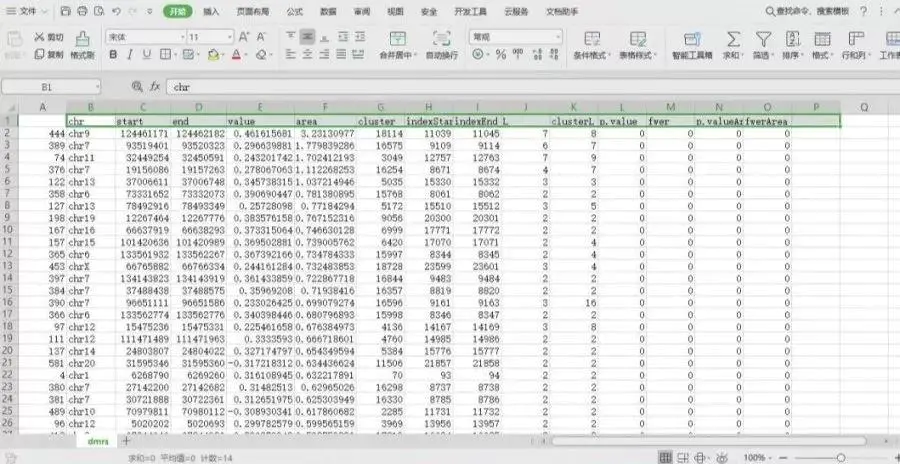 文件 开始 插入 页面布局 公式 数据 审阅 视图 安全 开发工具 云服务 文档助手 查找命令、搜索模板
剪切 宋体 11 常规
粘贴 复制 格式刷 合并居中 自动换行 条件格式 表格样式 智能工具箱 求和 筛选 排序 格式 行和列 工作表
B1 fx chr
A B C D E F G H I J K L M N O P Q R
1 chr start end value area cluster indexStar indexEnd L clusterL p.value fwer p.valueAr fwerArea
2 444 chr9 124461171 124462182 0.461615681 3.23130977 18114 11039 11045 7 8 0 0 0 0
3 389 chr7 93519401 93520323 0.296639881 1.779839286 16575 9109 9114 6 7 0 0 0 0
4 74 chr11 32449254 32450591 0.243201742 1.702412193 3049 12757 12763 7 9 0 0 0 0
5 376 chr7 19156086 19157263 0.278067063 1.112268253 16254 8671 8674 4 7 0 0 0 0
6 122 chr13 37006611 37006748 0.345738315 1.037214946 5035 15330 15332 3 3 0 0 0 0
7 358 chr6 73331652 73332073 0.390690447 0.781380895 15768 8061 8062 2 2 0 0 0 0
8 127 chr13 78492916 78493349 0.25728098 0.77184294 5172 15510 15512 3 5 0 0 0 0
9 198 chr19 12267464 12267776 0.383576158 0.767152316 9056 20300 20301 2 2 0 0 0 0
10 167 chr16 66637919 66638293 0.373315064 0.746630128 6999 17771 17772 2 2 0 0 0 0
11 157 chr15 101420636 101420989 0.369502881 0.739005762 6420 17070 17071 2 4 0 0 0 0
12 365 chr6 133561932 133562267 0.367392166 0.734784333 15997 8344 8345 2 4 0 0 0 0
13 453 chrX 66765882 66766334 0.244161284 0.732483853 18728 23599 23601 3 4 0 0 0 0
14 397 chr7 134143823 134143919 0.361433859 0.722867718 16844 9483 9484 2 2 0 0 0 0
15 384 chr7 37488438 37488575 0.35969208 0.71938416 16357 8819 8820 2 2 0 0 0 0
16 390 chr7 96651111 96651586 0.233026425 0.699079274 16596 9161 9163 3 16 0 0 0 0
17 366 chr6 133562774 133562776 0.340398446 0.680796893 15998 8346 8347 2 2 0 0 0 0
18 97 chr12 15475236 15475331 0.225461658 0.676384973 4136 14167 14169 3 8 0 0 0 0
19 111 chr12 111471489 111471963 0.3333593 0.666718601 4760 14985 14986 2 2 0 0 0 0
20 137 chr14 24803807 24804022 0.327174797 0.654349594 5384 15776 15777 2 2 0 0 0 0
21 581 chr20 31595346 31595360 -0.317218312 0.634436624 11506 21857 21858 2 2 0 0 0 0
22 4 chr1 6268790 6269260 0.316108945 0.632217891 70 93 94 2 2 0 0 0 0
23 380 chr7 27142200 27142682 0.31482513 0.62965026 16298 8737 8738 2 2 0 0 0 0
24 381 chr7 30721888 30722361 0.312651975 0.625303949 16330 8785 8786 2 2 0 0 0 0
25 489 chr10 70979811 70980112 -0.308930341 0.617860682 2285 11731 11732 2 2 0 0 0 0
26 96 chr12 5020202 5020693 0.299782579 0.599565159 3969 13956 13957 2 2 0 0 0 0
dmrs
求和=0 平均值=0 计数=14 100%